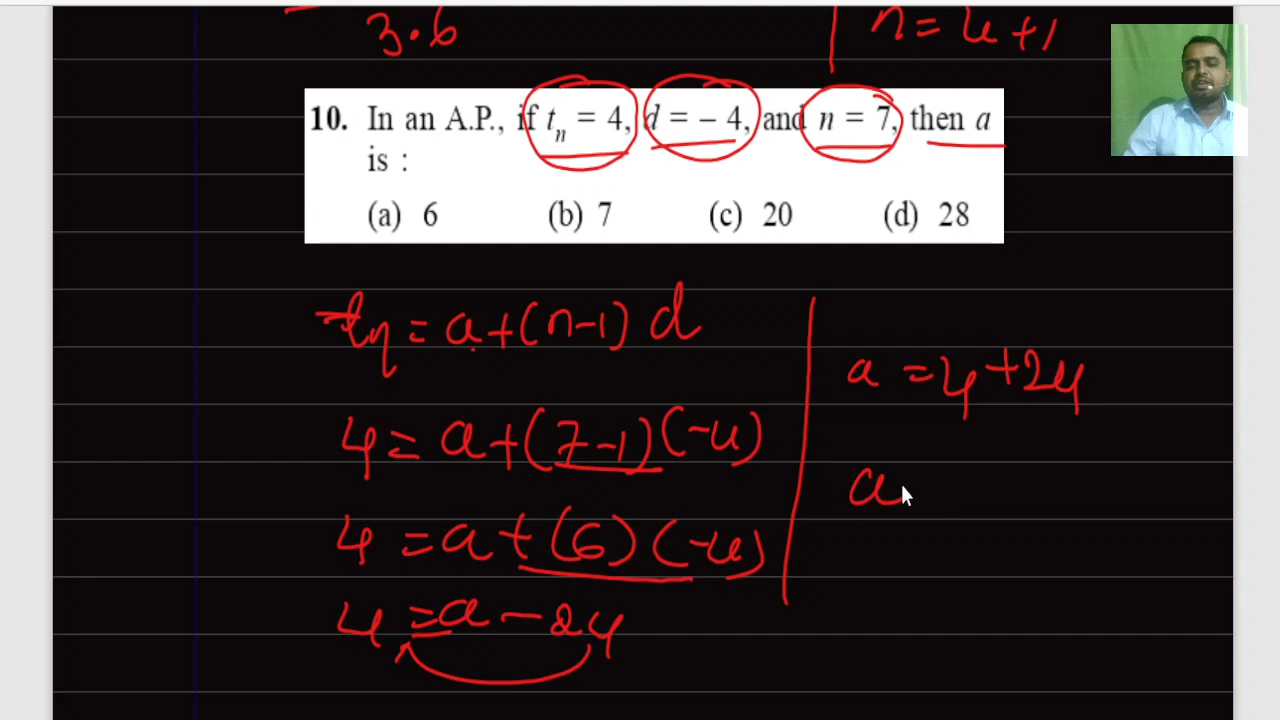 3.6
n = 4+1
10. In an A.P., if tn = 4, d = – 4, and n = 7, then a
is :
(a) 6 (b) 7 (c) 20 (d) 28
tn = a+(n-1) d
4 = a+(7-1)(-4)
4 = a+(6)(-4)
4 = a-24
a = 4+24
a